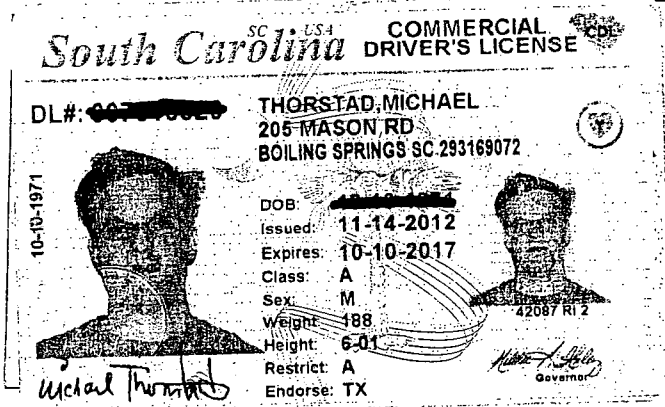 SC USA
South Carolina
COMMERCIAL
DRIVER'S LICENSE
CDL
DL#:
THORSTAD, MICHAEL
205 MASON RD
BOILING SPRINGS SC 293169072
10-10-1971
DOB:
Issued: 11-14-2012
Expires: 10-10-2017
Class: A
Sex: M
Weight: 188
Height: 6-01
Restrict: A
Endorse: TX
42087 RI 2
Michael Thorstad
Governor